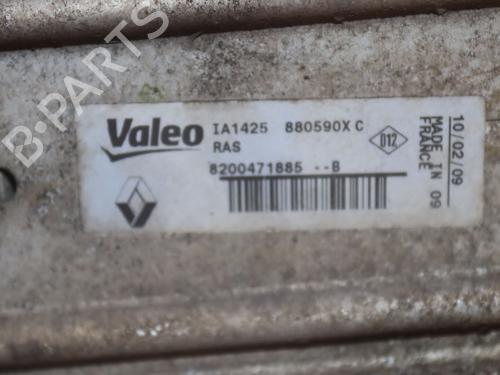 Valeo IA1425 880590X C
RAS
8200471885 --B
D12
10/02/09
MADE IN 09
FRANCE
B-Parts